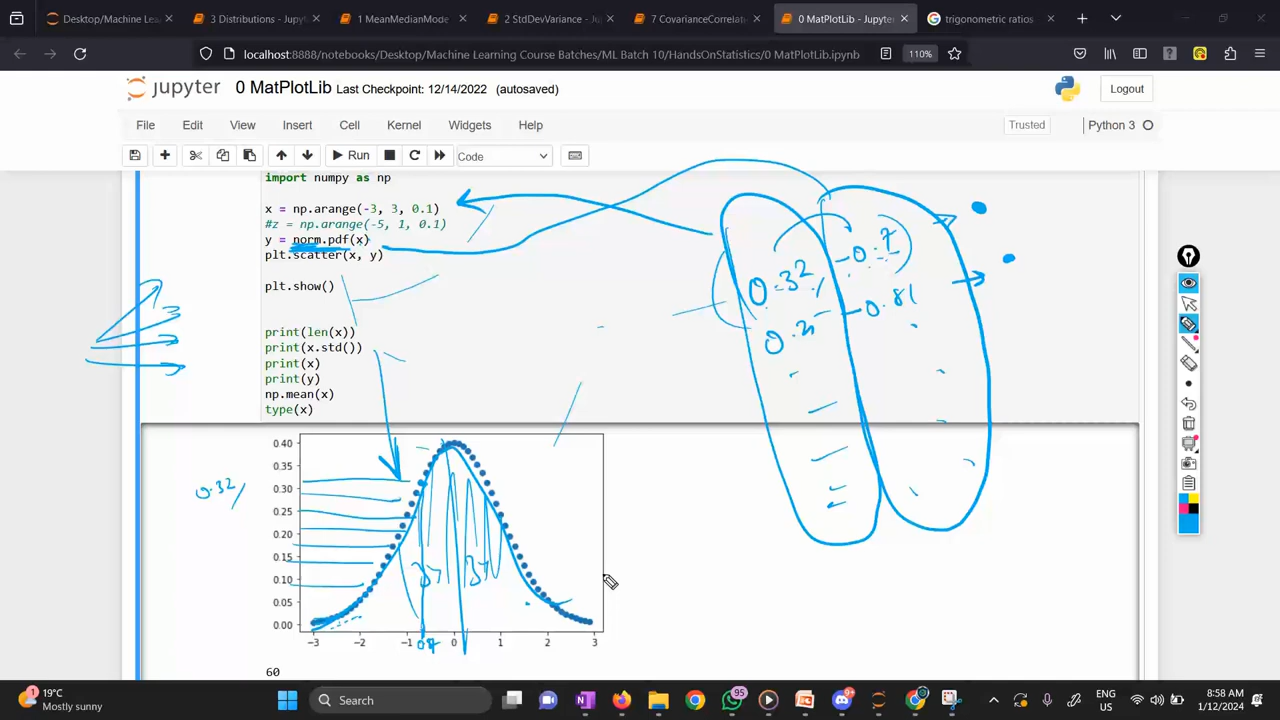 Desktop/Machine Lea
3 Distributions - Jupyt
1 MeanMedianMode
2 StdDevVariance - Ju
7 CovarianceCorrelat
0 MatPlotLib - Jupyter
trigonometric ratios
localhost:8888/notebooks/Desktop/Machine Learning Course Batches/ML Batch 10/HandsOnStatistics/0 MatPlotLib.ipynb
110%
jupyter 0 MatPlotLib Last Checkpoint: 12/14/2022 (autosaved)
Logout
File Edit View Insert Cell Kernel Widgets Help
Trusted
Python 3
Run
Code
import numpy as np
x = np.arange(-3, 3, 0.1)
#z = np.arange(-5, 1, 0.1)
y = norm.pdf(x)
plt.scatter(x, y)
plt.show()
print(len(x))
print(x.std())
print(x)
print(y)
np.mean(x)
type(x)
-0.7
0.32
-0.81
0.40
0.35
0.30
0.25
0.20
0.15
0.10
0.05
0.00
0.32
37 37
-3 -2 -1 0 1 2 3
60
19°C
Mostly sunny
1
Search
95
ENG
US
8:58 AM
1/12/2024